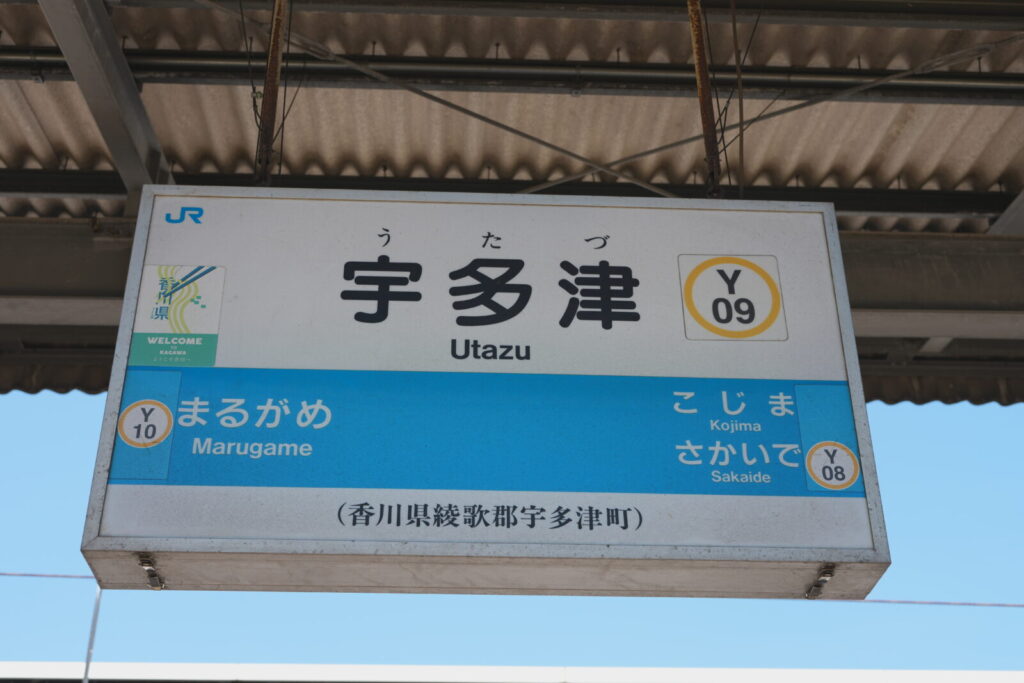 JR
うたづ
宇多津
Utazu
Y
09
香川県
WELCOME
TO
KAGAWA
Y
10
まるがめ
Marugame
こじま
Kojima
さかいで
Sakaide
Y
08
(香川県綾歌郡宇多津町)